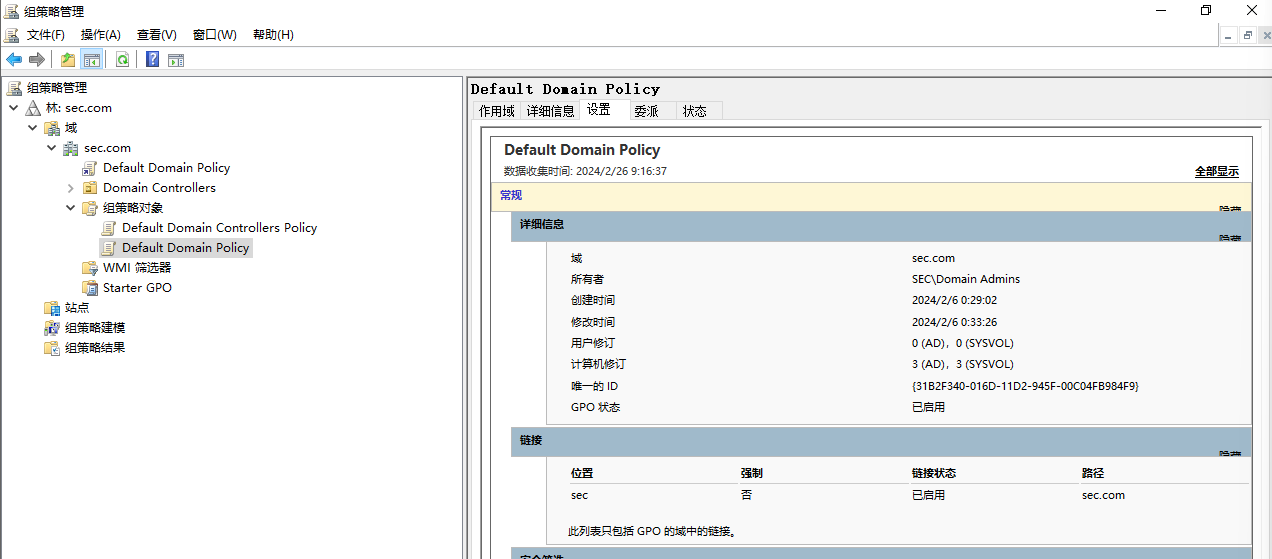 组策略管理
文件(F) 操作(A) 查看(V) 窗口(W) 帮助(H)
组策略管理
林: sec.com
域
sec.com
Default Domain Policy
Domain Controllers
组策略对象
Default Domain Controllers Policy
Default Domain Policy
WMI 筛选器
Starter GPO
站点
组策略建模
组策略结果
Default Domain Policy
作用域 详细信息 设置 委派 状态
Default Domain Policy
数据收集时间: 2024/2/26 9:16:37 全部显示
常规 隐藏
详细信息 隐藏
域 sec.com
所有者 SEC\Domain Admins
创建时间 2024/2/6 0:29:02
修改时间 2024/2/6 0:33:26
用户修订 0 (AD)，0 (SYSVOL)
计算机修订 3 (AD)，3 (SYSVOL)
唯一的 ID {31B2F340-016D-11D2-945F-00C04FB984F9}
GPO 状态 已启用
链接 隐藏
位置 强制 链接状态 路径
sec 否 已启用 sec.com
此列表只包括 GPO 的域中的链接。